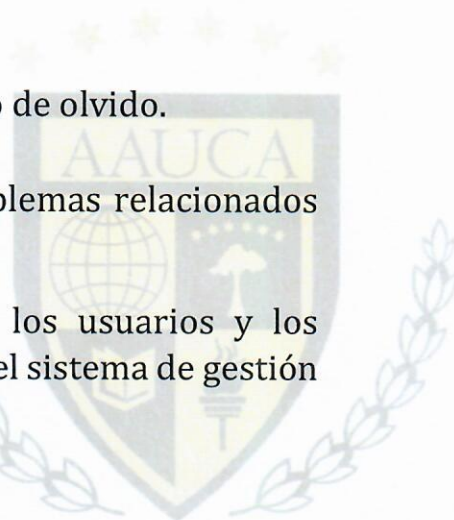 o de olvido.
AAUCA
blemas relacionados
los usuarios y los
el sistema de gestión